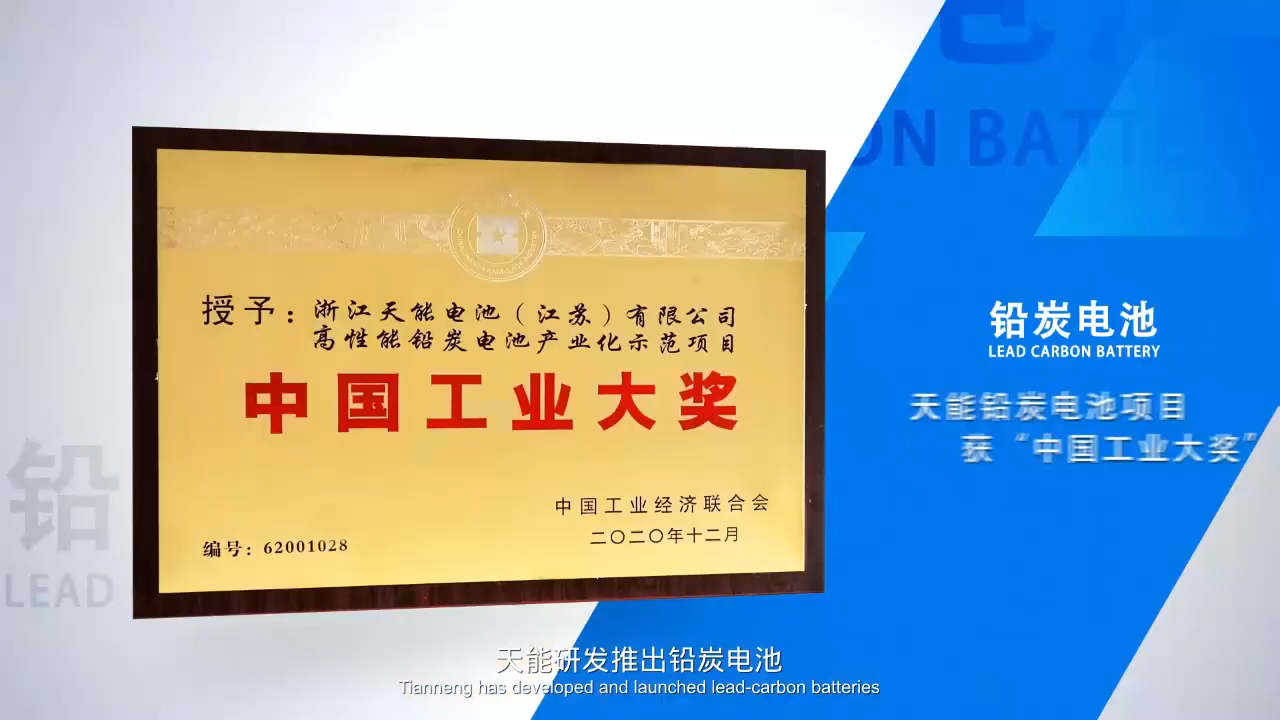 授予：浙江天能电池（江苏）有限公司
高性能铅炭电池产业化示范项目
中国工业大奖
中国工业经济联合会
二〇二〇年十二月
编号：62001028
ON BATTE
铅炭电池
LEAD CARBON BATTERY
天能铅炭电池项目
获“中国工业大奖”
铅
LEAD
天能研发推出铅炭电池
Tianneng has developed and launched lead-carbon batteries